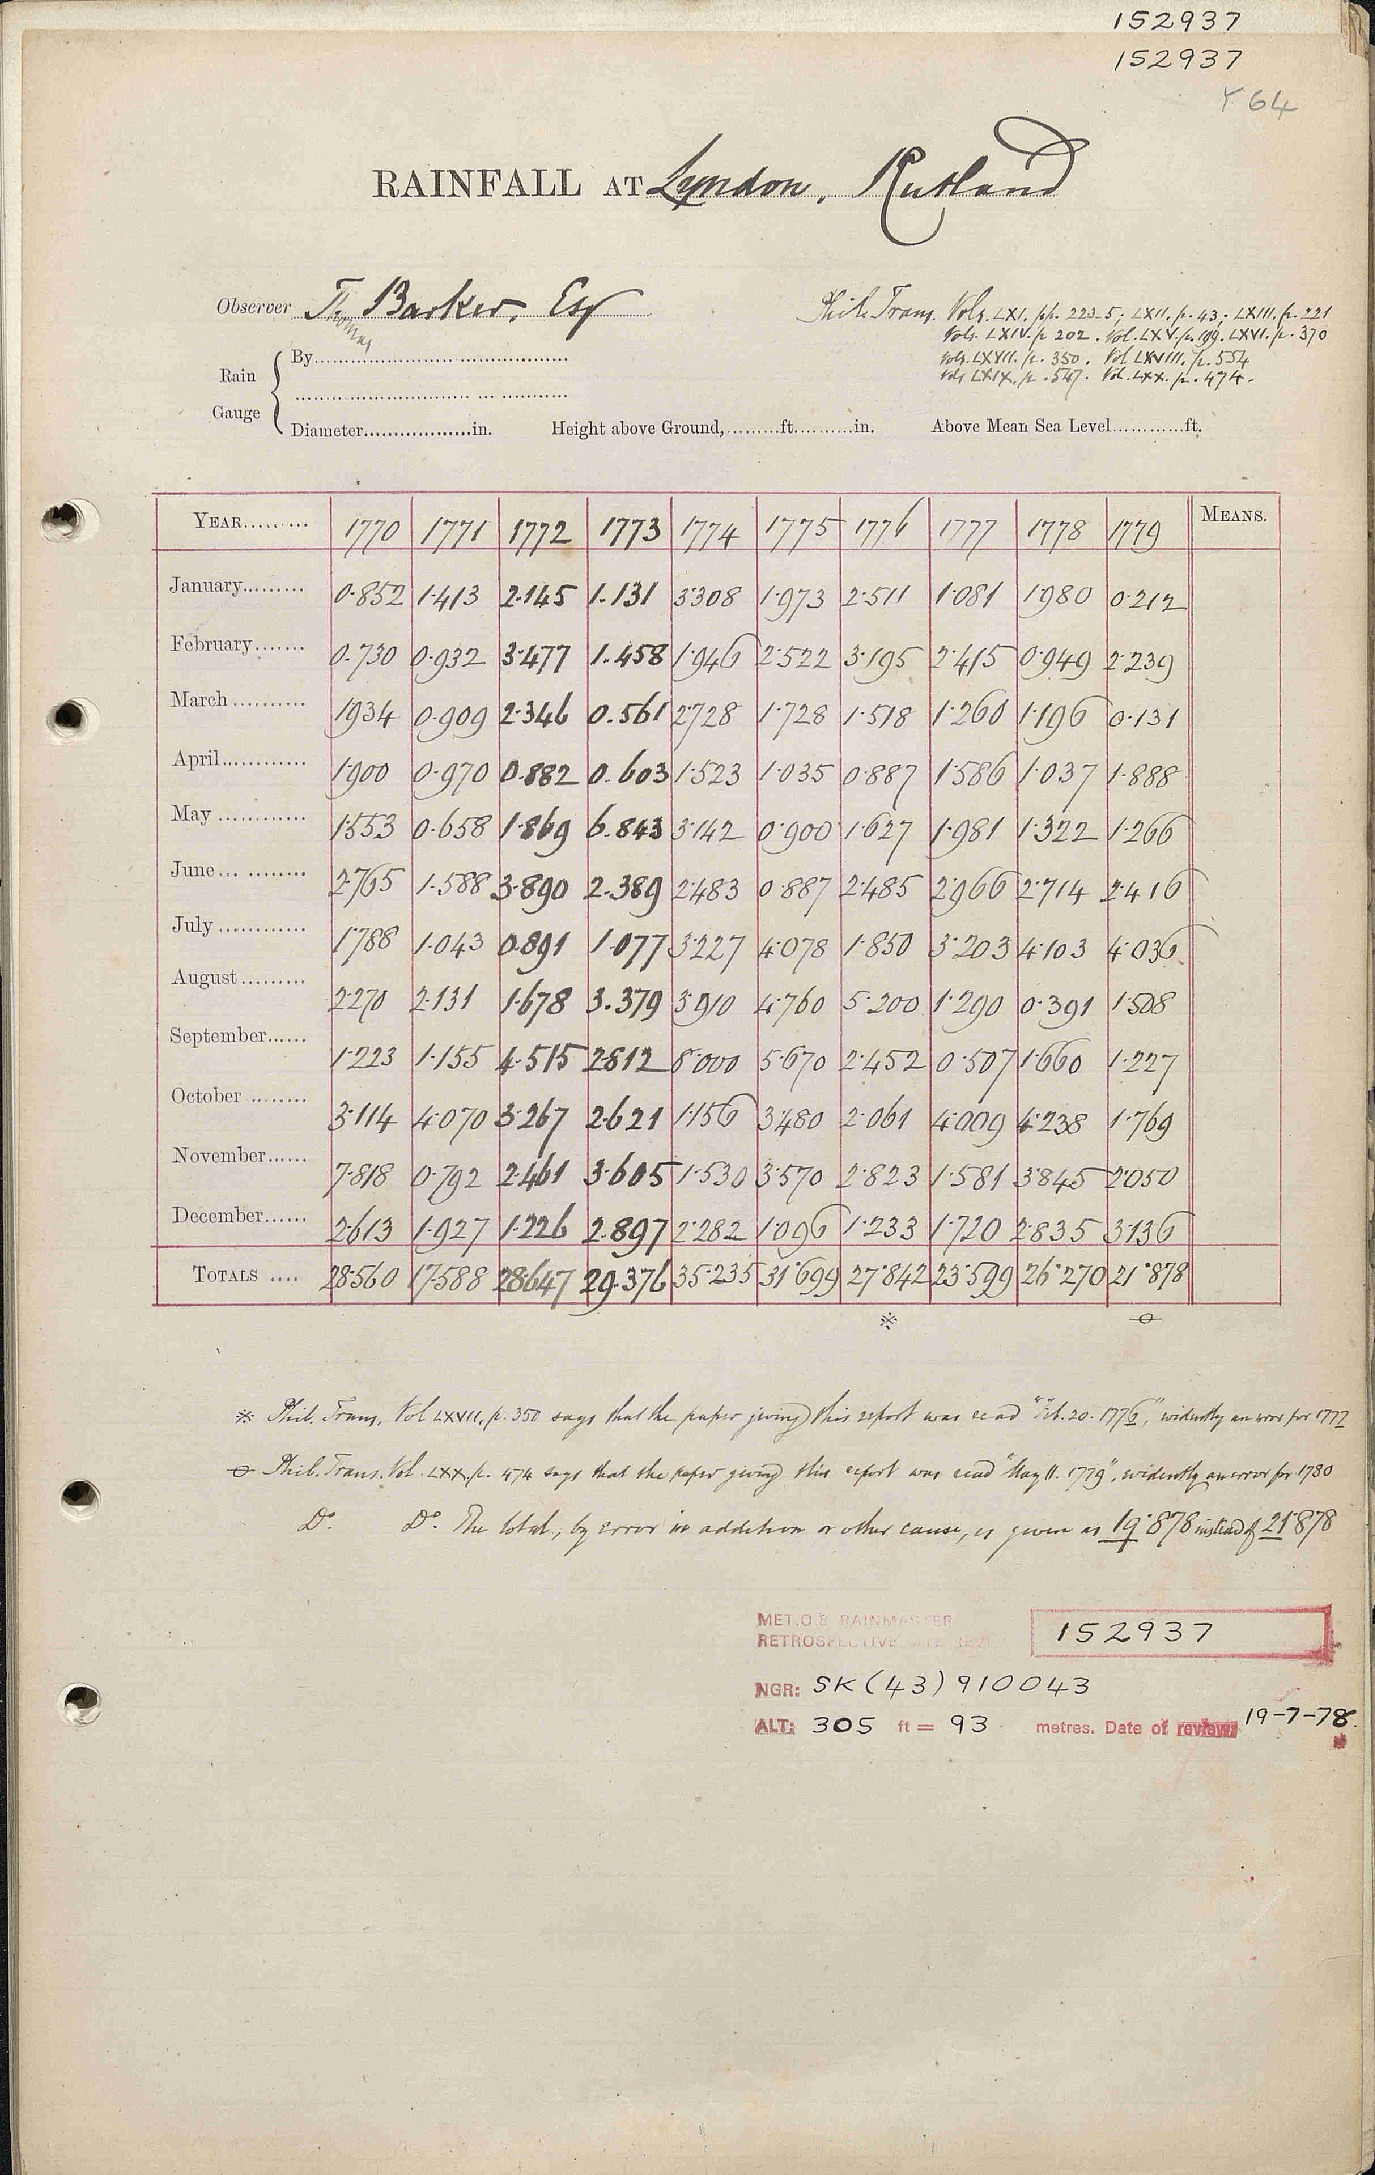 152937
152937
Y 64
RAINFALL AT Lyndon, Rutland
Observer Th Barker, Esq
Thomas
Phil. Trans. Vols. LXI. pp. 223-5; LXII. p. 43; LXIII. p. 221
Vols. LXIV. p 202. Vol. LXV. p. 199. LXVI. p. 370
Vols. LXVII. p. 350. Vol LXVIII. p. 554
Vols LXIX. p. 547. Vol. LXX. p. 474.
Rain Gauge
By
Diameter in. Height above Ground, ft. in. Above Mean Sea Level ft.
YEAR 1770 1771 1772 1773 1774 1775 1776 1777 1778 1779 MEANS.
January 0.852 1.413 2.145 1.131 3.308 1.973 2.511 1.081 1.980 0.212
February 0.730 0.932 3.477 1.458 1.946 2.522 3.195 2.415 0.949 2.239
March 1.934 0.909 2.346 0.561 2.728 1.728 1.518 1.260 1.196 0.131
April 1.900 0.970 0.882 0.603 1.523 1.035 0.887 1.586 1.037 1.888
May 1.553 0.658 1.869 6.843 3.142 0.900 1.627 1.981 1.322 1.266
June 2.765 1.588 3.890 2.389 2.483 0.887 2.485 2.966 2.714 2.416
July 1.788 1.043 0.891 1.077 3.227 4.078 1.850 3.203 4.103 4.036
August 2.270 2.131 1.678 3.379 3.910 4.760 5.200 1.290 0.391 1.508
September 1.223 1.155 4.515 2.812 8.000 5.670 2.452 0.507 1.660 1.227
October 3.114 4.070 3.267 2.621 1.156 3.480 2.061 4.009 4.238 1.769
November 7.818 0.792 2.461 3.605 1.530 3.570 2.823 1.581 3.845 2.050
December 2.613 1.927 1.226 2.897 2.282 1.096 1.233 1.720 2.835 3.136
TOTALS 28.560 17.588 28.647 29.376 35.235 31.699 27.842 23.599 26.270 21.878
※ ⦵
※ Phil. Trans. Vol LXVII. p. 350 says that the paper giving this report was read "Feb. 20. 1776", evidently an error for 1777
⦵ Phil. Trans. Vol. LXX. p. 474 says that the paper giving this report was read "May 11. 1779", evidently an error for 1780
Do. Do. The total, by error in addition or other cause, is given as 19.878 instead of 21.878
MET.O.8 RAINMASTER
RETROSPECTIVE SITE 152937
NGR: SK (43) 910043
ALT: 305 ft = 93 metres. Date of review 19-7-78.